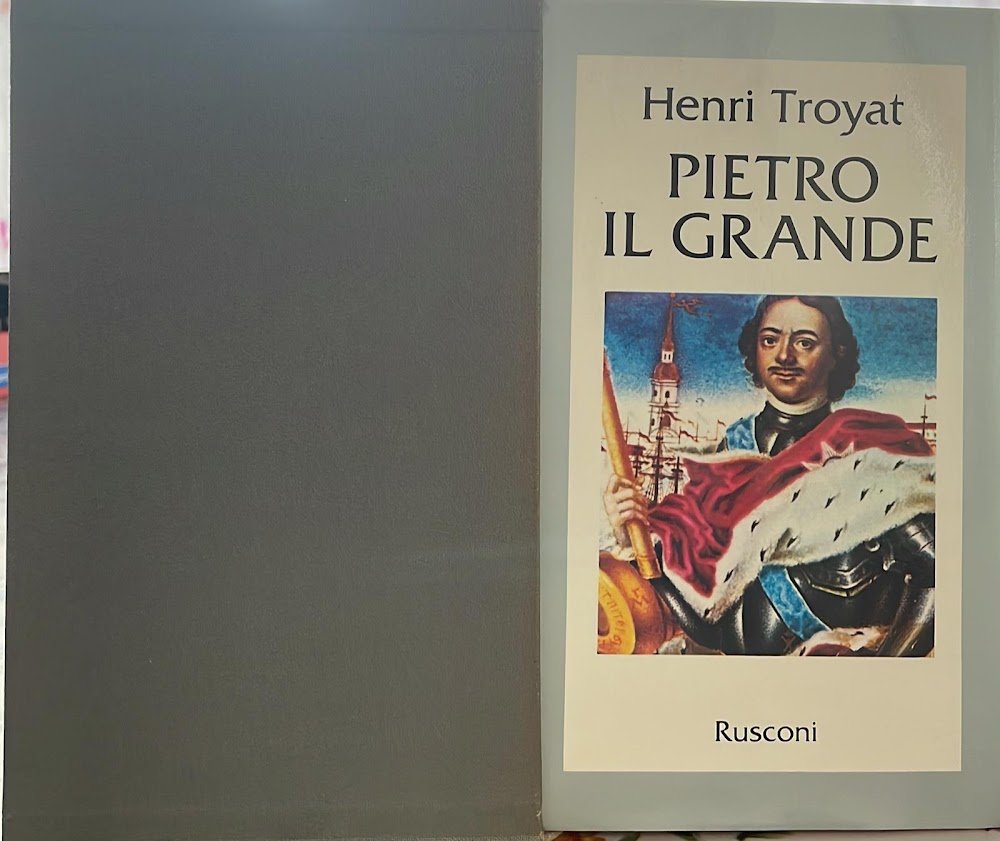 Henri Troyat
PIETRO
IL GRANDE
Rusconi